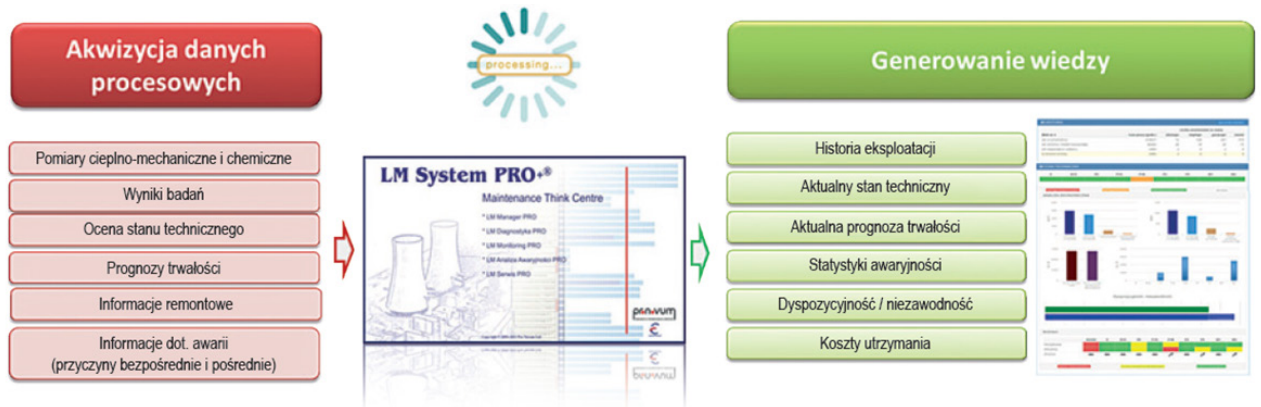 Akwizycja danych
procesowych
Pomiary cieplno-mechaniczne i chemiczne
Wyniki badań
Ocena stanu technicznego
Prognozy trwałości
Informacje remontowe
Informacje dot. awarii
(przyczyny bezpośrednie i pośrednie)
processing...
LM System PRO+®
Maintenance Think Centre
* LM Manager PRO
* LM Diagnostyka PRO
* LM Monitoring PRO
* LM Analiza Awaryjności PRO
* LM Serwis PRO
pronovum
Generowanie wiedzy
Historia eksploatacji
Aktualny stan techniczny
Aktualna prognoza trwałości
Statystyki awaryjności
Dyspozycyjność / niezawodność
Koszty utrzymania